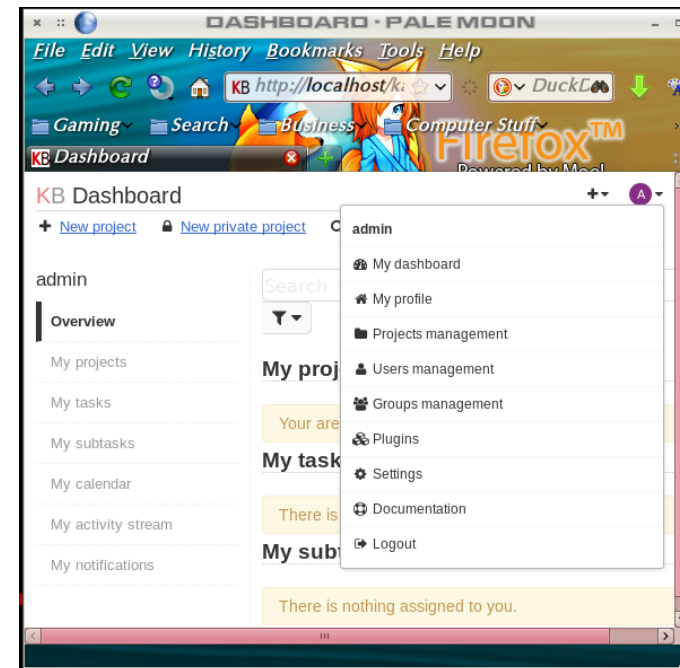 DASHBOARD · PALE MOON
File Edit View History Bookmarks Tools Help
KB http://localhost/k DuckD
Gaming Search Business Computer Stuff
Firefox™
KB Dashboard
Powered by
KB Dashboard
A
New project New private project
admin
admin
My dashboard
Search
My profile
Overview
Projects management
My projects
My proj
Users management
My tasks
Groups management
Your are
Plugins
My subtasks
My task
Settings
My calendar
There is
Documentation
My activity stream
My sub
Logout
My notifications
There is nothing assigned to you.